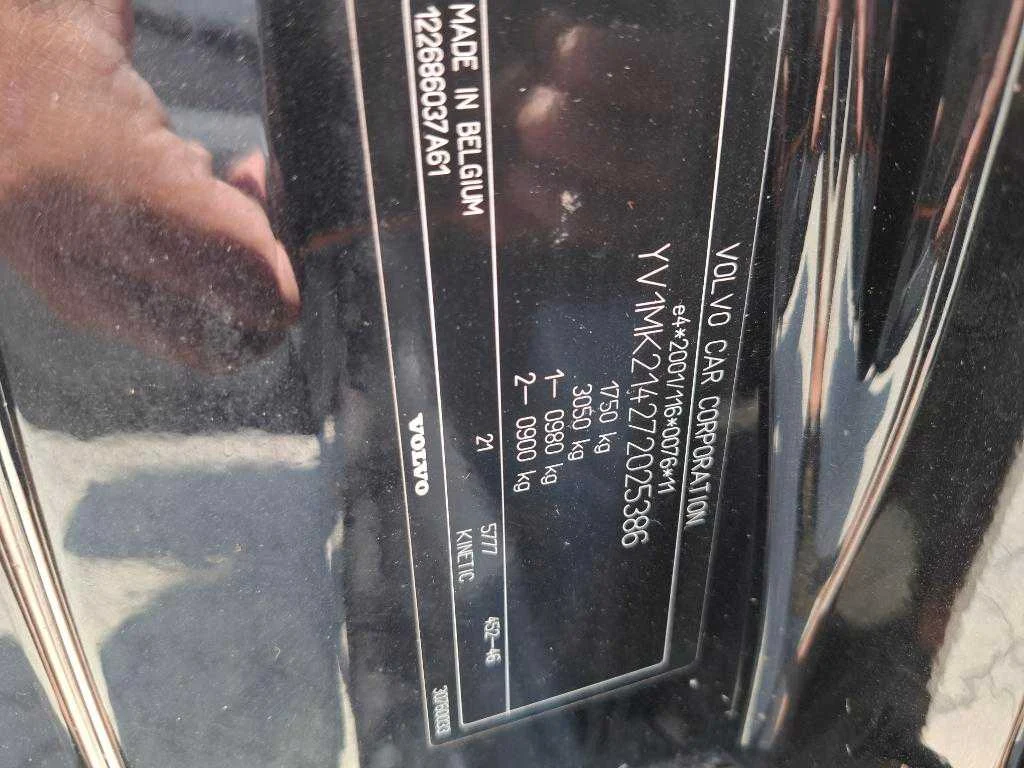 VOLVO CAR CORPORATION
e4*2001/116*0076*11
YV1MK214272025386
1750 kg
3050 kg
1— 0980 kg
2— 0900 kg
21 5777 452-46
MADE IN BELGIUM KINETIC
122686037A61 VOLVO